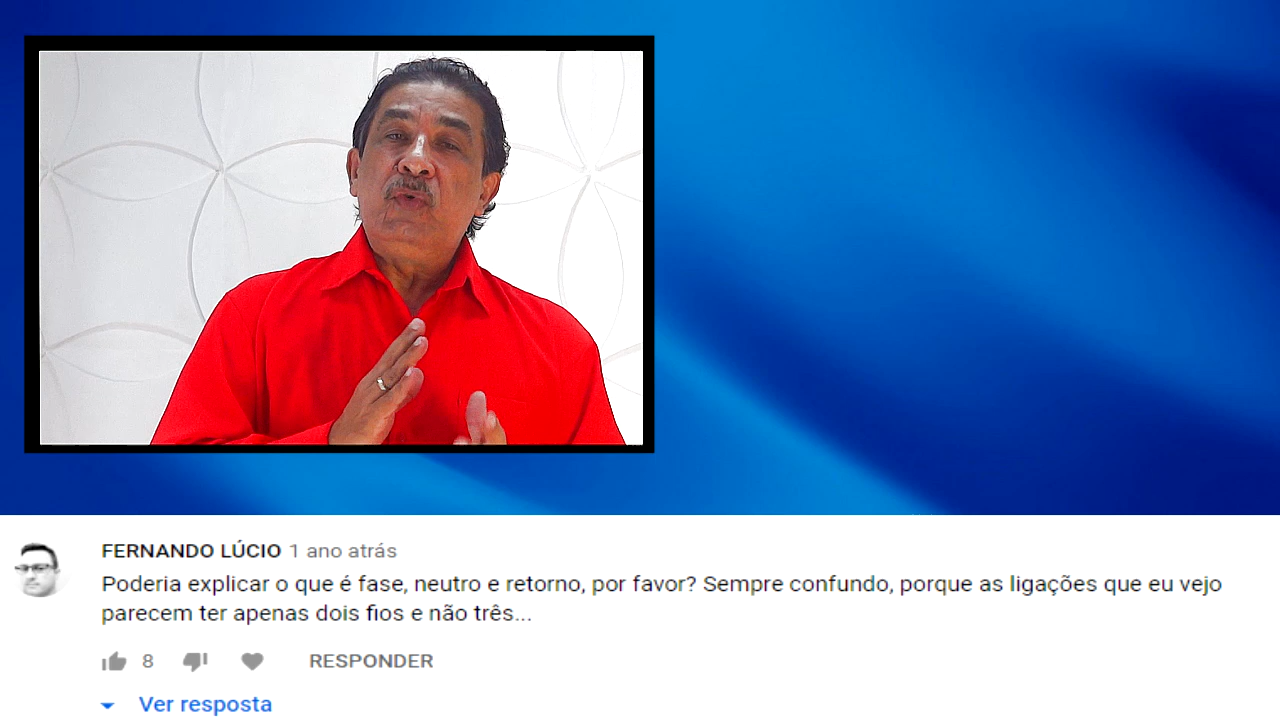 FERNANDO LÚCIO 1 ano atrás
Poderia explicar o que é fase, neutro e retorno, por favor? Sempre confundo, porque as ligações que eu vejo
parecem ter apenas dois fios e não três...
8 RESPONDER
Ver resposta